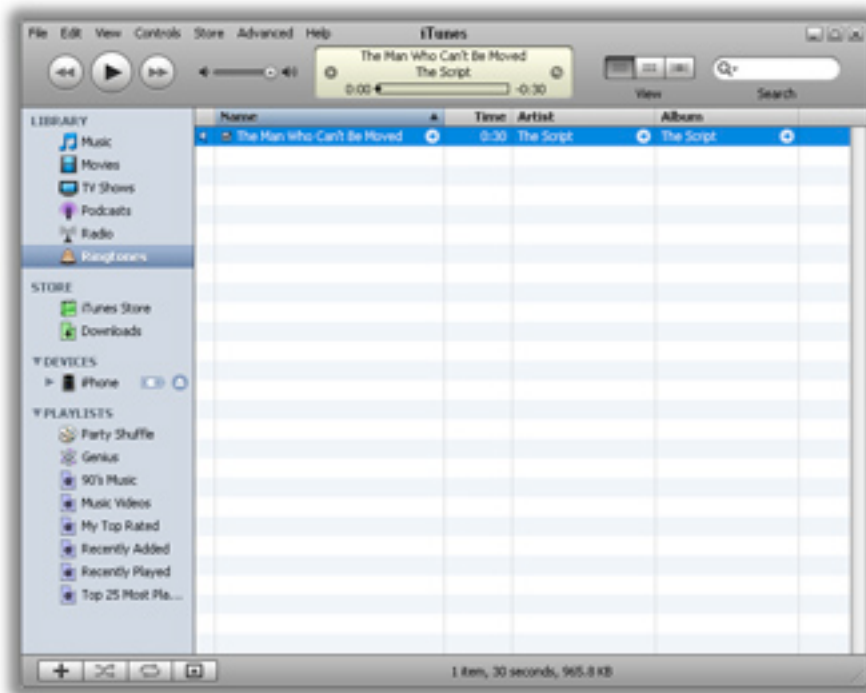 File Edit View Controls Store Advanced Help
iTunes
The Man Who Can't Be Moved
The Script
0:00
-0:30
View
Search
LIBRARY
Music
Movies
TV Shows
Podcasts
Radio
Ringtones
STORE
iTunes Store
Downloads
DEVICES
iPhone
PLAYLISTS
Party Shuffle
Genius
90's Music
Music Videos
My Top Rated
Recently Added
Recently Played
Top 25 Most Pla...
Name Time Artist Album
The Man Who Can't Be Moved 0:30 The Script The Script
1 item, 30 seconds, 965.8 KB